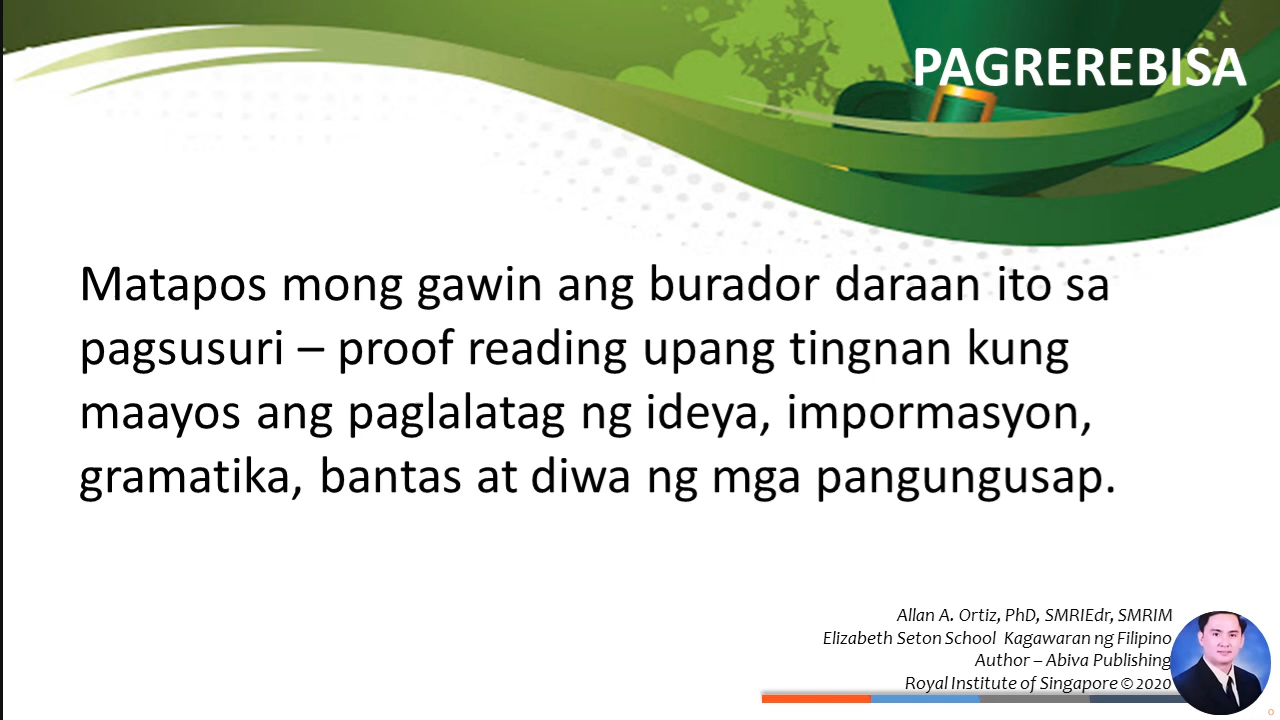 PAGREREBISA
Matapos mong gawin ang burador daraan ito sa
pagsusuri – proof reading upang tingnan kung
maayos ang paglalatag ng ideya, impormasyon,
gramatika, bantas at diwa ng mga pangungusap.
Allan A. Ortiz, PhD, SMRIEdr, SMRIM
Elizabeth Seton School Kagawaran ng Filipino
Author – Abiva Publishing
Royal Institute of Singapore © 2020